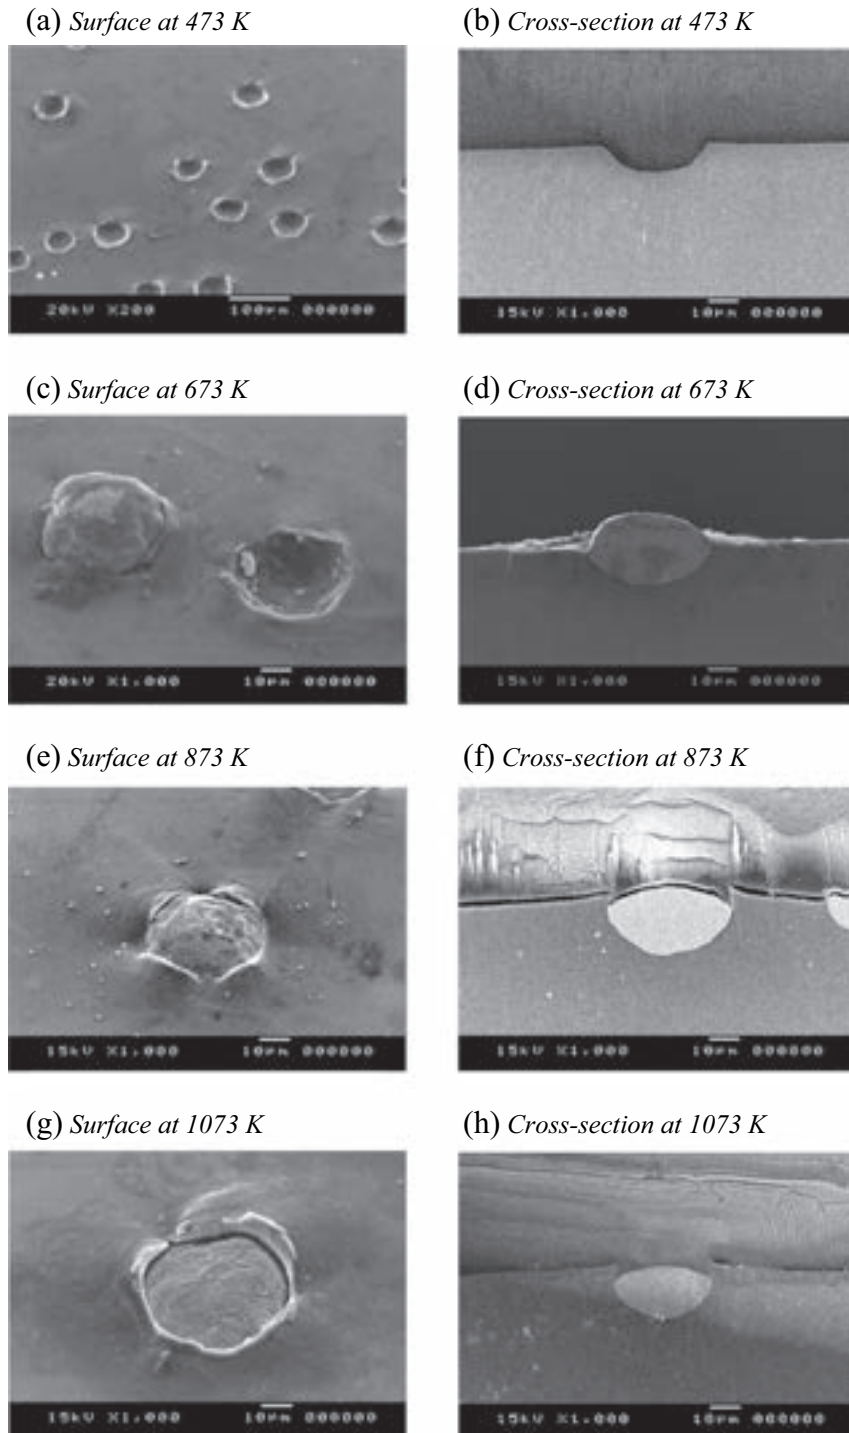 (a) Surface at 473 K
(b) Cross-section at 473 K
20kV X200 100μm 000000
15kV X1,000 10μm 000000
(c) Surface at 673 K
(d) Cross-section at 673 K
20kV X1,000 10μm 000000
15kV X1,000 10μm 000000
(e) Surface at 873 K
(f) Cross-section at 873 K
15kV X1,000 10μm 000000
15kV X1,000 10μm 000000
(g) Surface at 1073 K
(h) Cross-section at 1073 K
15kV X1,000 10μm 000000
15kV X1,000 10μm 000000